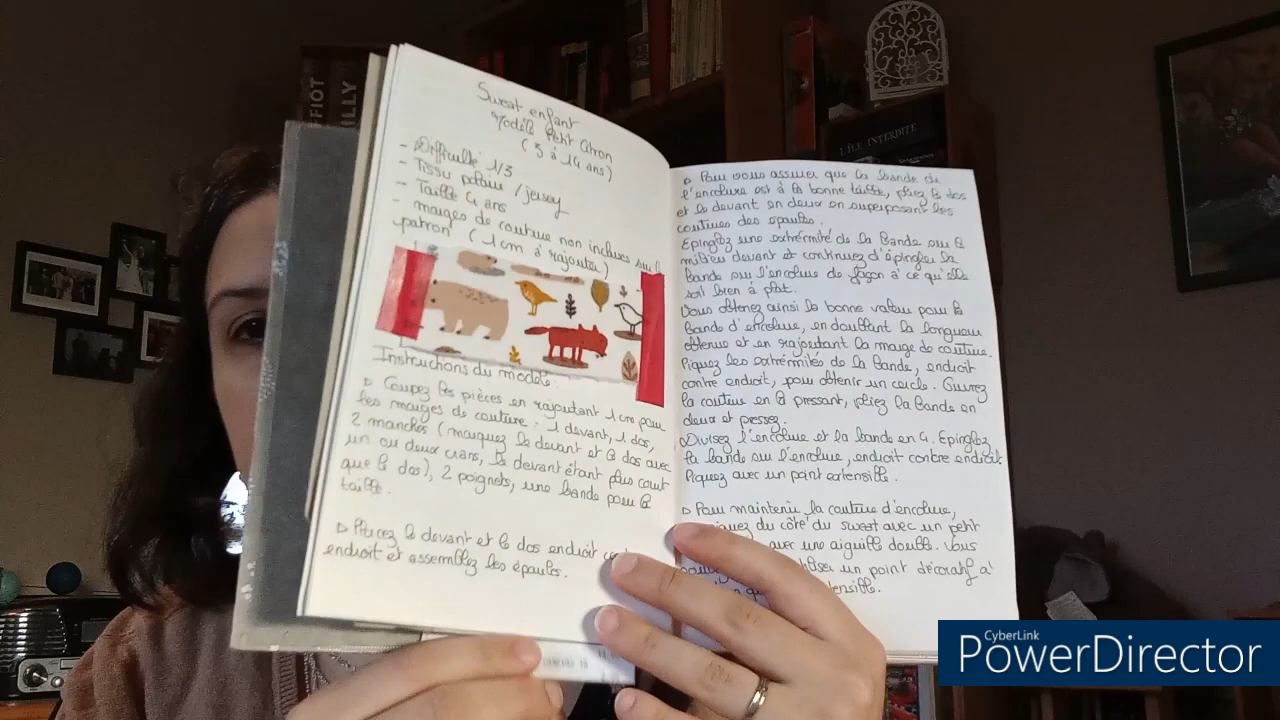 Sweat enfant
Modèle Petit Citron
(3 à 14 ans)
- Difficulté 1/3
- Tissu polaire / jersey
- Taille 4 ans
- marges de couture non incluses sur le
patron (1 cm à rajouter)
Instructions du modèle :
▷ Coupez les pièces en rajoutant 1 cm pour
les marges de couture : 1 devant, 1 dos,
2 manches (marquez le devant et le dos avec
un ou deux crans, le devant étant plus court
que le dos), 2 poignets, une bande pour la
taille.
▷ Placez le devant et le dos endroit
endroit et assemblez les épaules.
▷ Pour vous assurer que la bande de
l'encolure est à la bonne taille, pliez le dos
et le devant en deux en superposant les
coutures des épaules.
Epinglez une extrémité de la bande au
milieu devant et continuez d'épingler la
bande sur l'encolure de façon à ce qu'elle
soit bien à plat.
Vous obtenez ainsi la bonne valeur pour la
bande d'encolure, en doublant la longueur
obtenue et en rajoutant la marge de couture.
Piquez les extrémités de la bande, endroit
contre endroit, pour obtenir un cercle. Ouvrez
la couture en la pressant, pliez la bande en
deux et pressez.
Divisez l'encolure et la bande en 4. Epinglez
la bande sur l'encolure, endroit contre endroit.
Piquez avec un point extensible.
▷ Pour maintenir la couture d'encolure,
du côté du sweat avec un petit
avec une aiguille double. Vous
un point décoratif à
FIOT
ILLY
L'ÎLE INTERDITE
CyberLink
PowerDirector